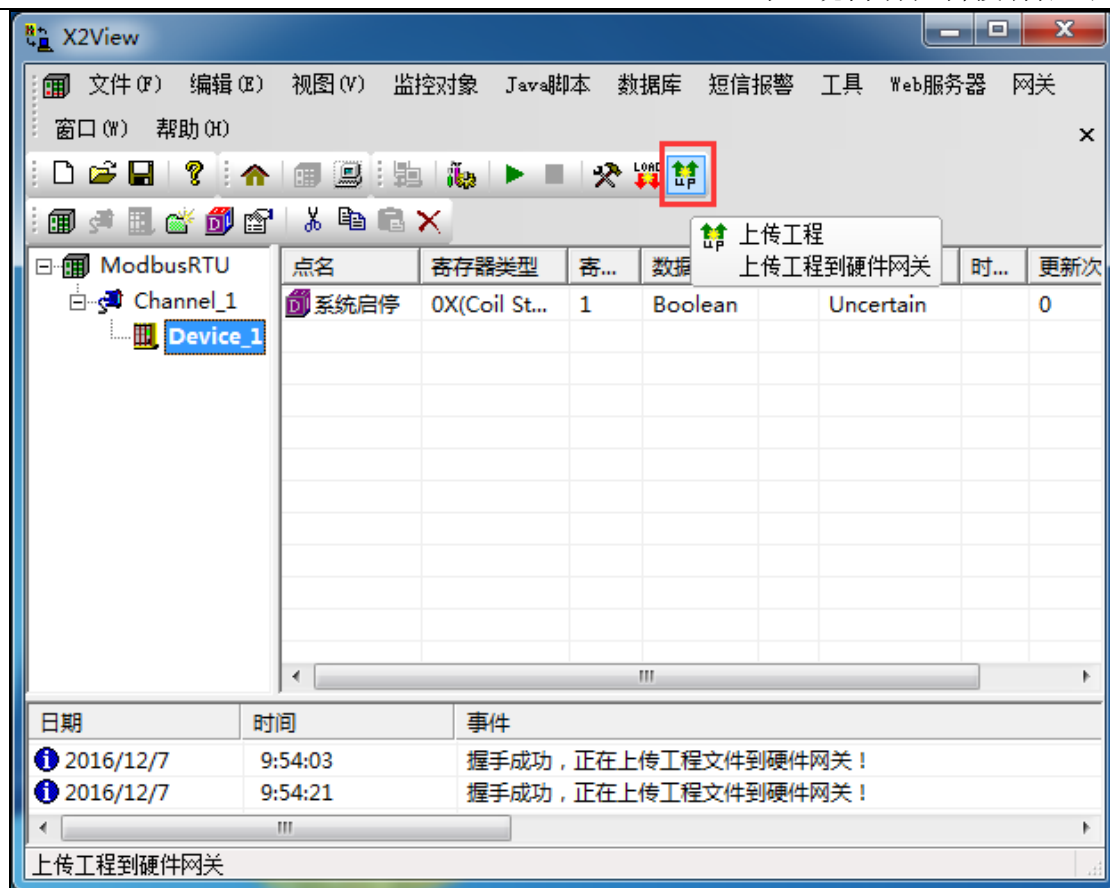 X2View
文件(F) 编辑(E) 视图(V) 监控对象 Java脚本 数据库 短信报警 工具 Web服务器 网关
窗口(W) 帮助(H)
LOAD UP
UP 上传工程
上传工程到硬件网关
ModbusRTU
Channel_1
Device_1
点名 寄存器类型 寄... 数据 时... 更新次
系统启停 0X(Coil St... 1 Boolean Uncertain 0
日期 时间 事件
2016/12/7 9:54:03 握手成功，正在上传工程文件到硬件网关！
2016/12/7 9:54:21 握手成功，正在上传工程文件到硬件网关！
上传工程到硬件网关